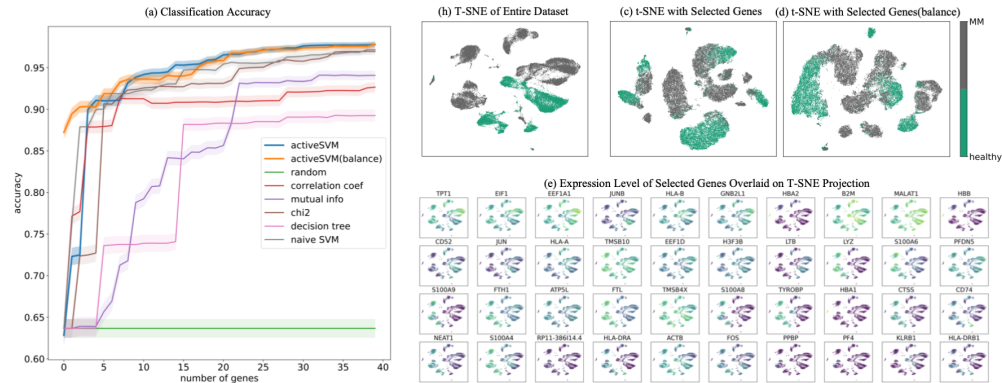 (a) Classification Accuracy
accuracy
0.95
0.90
0.85
0.80
0.75
0.70
0.65
0.60
0 5 10 15 20 25 30 35 40
number of genes
activeSVM
activeSVM(balance)
random
correlation coef
mutual info
chi2
decision tree
naive SVM
(h) T-SNE of Entire Dataset
(c) t-SNE with Selected Genes
(d) t-SNE with Selected Genes(balance)
MM
healthy
(e) Expression Level of Selected Genes Overlaid on T-SNE Projection
TPT1 EIF1 EEF1A1 JUNB HLA-B GNB2L1 HBA2 B2M MALAT1 HBB
CD52 JUN HLA-A TMSB10 EEF1D H3F3B LTB LYZ S100A6 PFDN5
S100A9 FTH1 ATP5L FTL TMSB4X S100A8 TYROBP HBA1 CTSS CD74
NEAT1 S100A4 RP11-386I14.4 HLA-DRA ACTB FOS PPBP PF4 KLRB1 HLA-DRB1